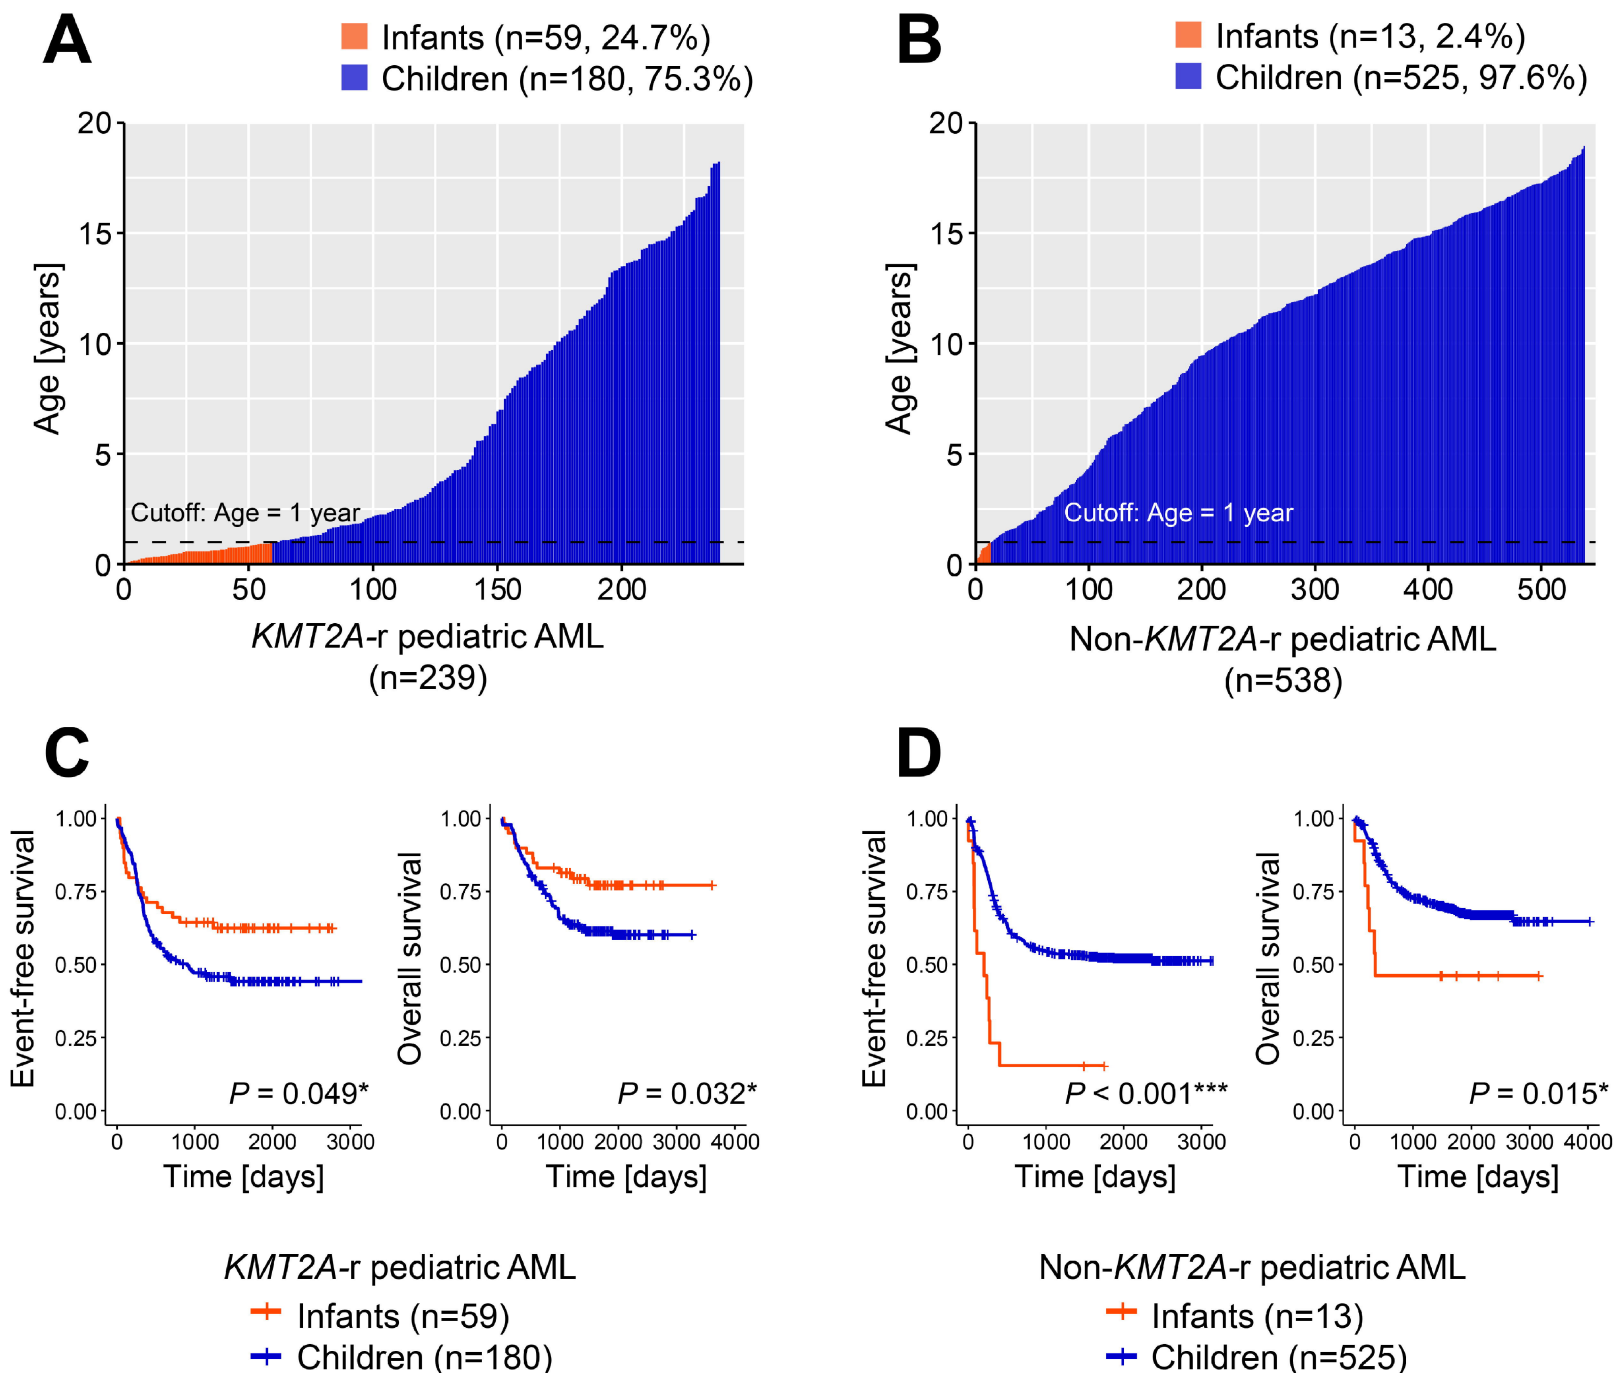 A
Infants (n=59, 24.7%)
Children (n=180, 75.3%)
20
15
10
5
0
Age [years]
Cutoff: Age = 1 year
0 50 100 150 200
KMT2A-r pediatric AML
(n=239)
B
Infants (n=13, 2.4%)
Children (n=525, 97.6%)
20
15
10
5
0
Age [years]
Cutoff: Age = 1 year
0 100 200 300 400 500
Non-KMT2A-r pediatric AML
(n=538)
C
Event-free survival
1.00
0.75
0.50
0.25
0.00
P = 0.049*
0 1000 2000 3000
Time [days]
Overall survival
1.00
0.75
0.50
0.25
0.00
P = 0.032*
0 1000 2000 3000 4000
Time [days]
KMT2A-r pediatric AML
Infants (n=59)
Children (n=180)
D
Event-free survival
1.00
0.75
0.50
0.25
0.00
P < 0.001***
0 1000 2000 3000
Time [days]
Overall survival
1.00
0.75
0.50
0.25
0.00
P = 0.015*
0 1000 2000 3000 4000
Time [days]
Non-KMT2A-r pediatric AML
Infants (n=13)
Children (n=525)